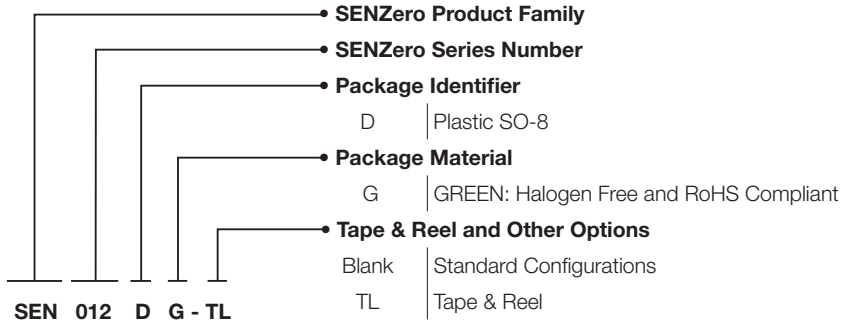 SENZero Product Family
SENZero Series Number
Package Identifier
D Plastic SO-8
Package Material
G GREEN: Halogen Free and RoHS Compliant
Tape & Reel and Other Options
Blank Standard Configurations
TL Tape & Reel
SEN 012 D G - TL